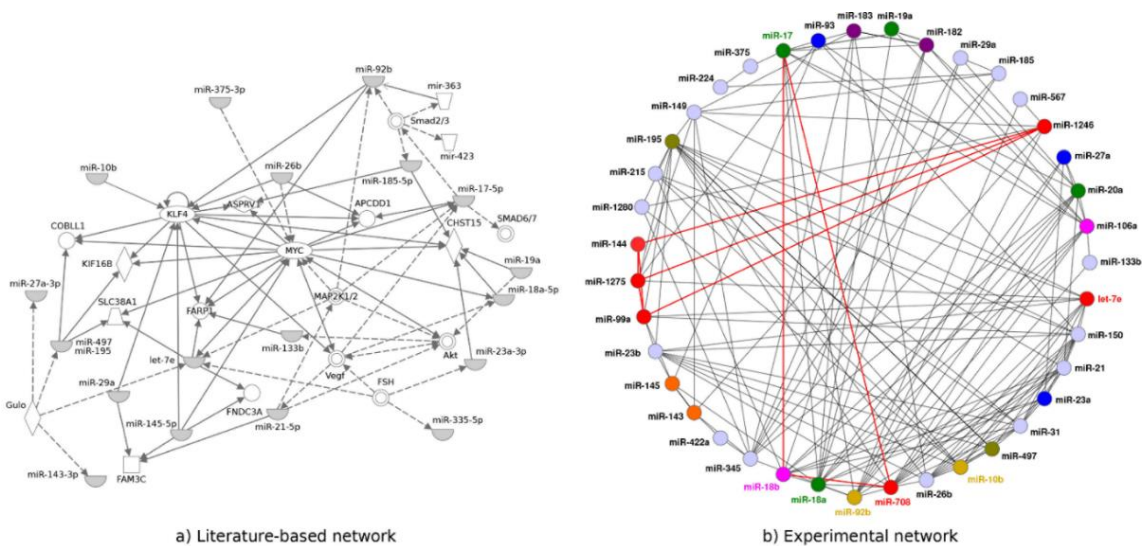 miR-92b
mir-363
miR-375-3p
Smad2/3
mir-423
miR-10b
miR-26b
miR-185-5p
miR-17-5p
KLF4
ASPRV1
APCDD1
CHST15
SMAD6/7
COBLL1
MYC
KIF16B
miR-19a
miR-27a-3p
MAP2K1/2
miR-18a-5p
SLC38A1
FARP1
miR-497
miR-195
let-7e
miR-133b
Akt
miR-23a-3p
Vegf
miR-29a
FSH
Gulo
FNDC3A
miR-145-5p
miR-21-5p
miR-335-5p
miR-143-3p
FAM3C
a) Literature-based network
miR-183
miR-19a
miR-93
miR-182
miR-17
miR-29a
miR-375
miR-185
miR-224
miR-567
miR-149
miR-1246
miR-195
miR-27a
miR-215
miR-20a
miR-1280
miR-106a
miR-144
miR-133b
miR-1275
let-7e
miR-99a
miR-150
miR-23b
miR-21
miR-145
miR-23a
miR-143
miR-31
miR-422a
miR-497
miR-345
miR-10b
miR-18b
miR-26b
miR-18a
miR-708
miR-92b
b) Experimental network